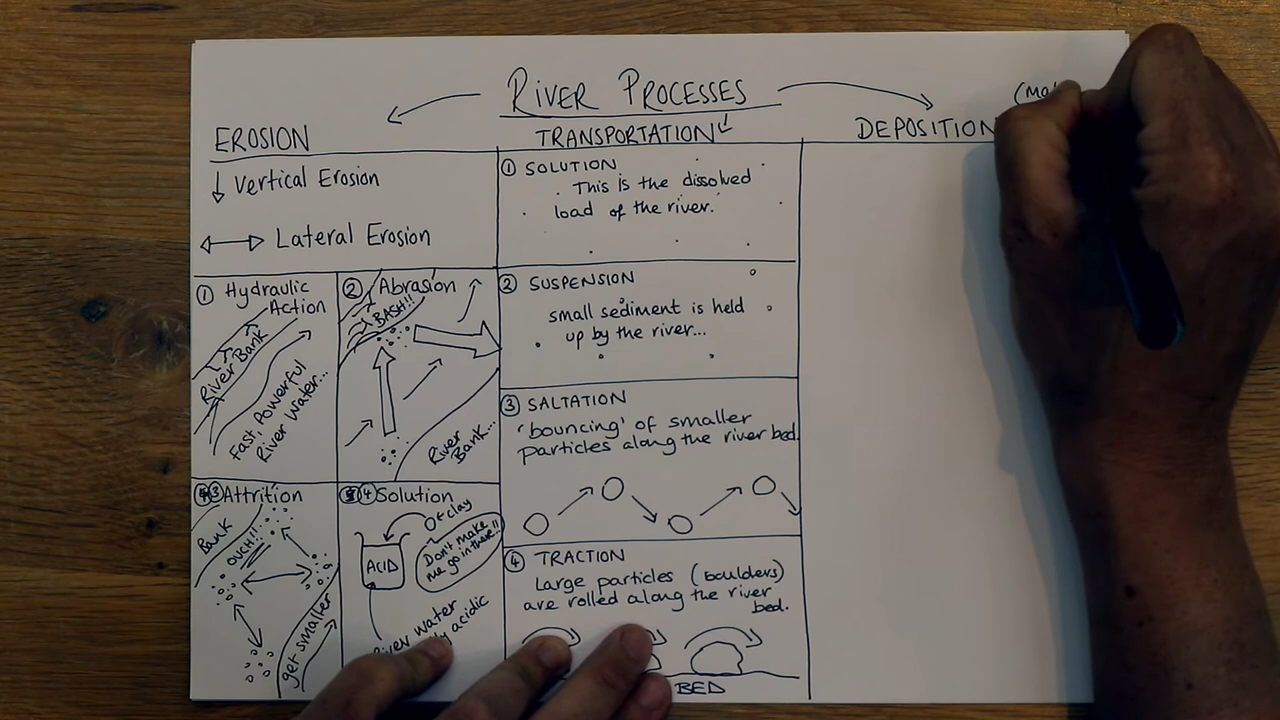 RIVER PROCESSES
EROSION
↓ Vertical Erosion
↔ Lateral Erosion
① Hydraulic
Action
River Bank
Fast, Powerful
River Water...
② Abrasion
BASH!!
River
Bank...
③ Attrition
Bank
OUCH!!
get smaller
④ Solution
of clay
ACID
Don't make
me go in there!!
River water
acidic
TRANSPORTATION
① SOLUTION
This is the dissolved
load of the river.
② SUSPENSION
small sediment is held
up by the river...
③ SALTATION
'bouncing' of smaller
particles along the river bed.
④ TRACTION
Large particles (boulders)
are rolled along the river
bed.
BED
DEPOSITION